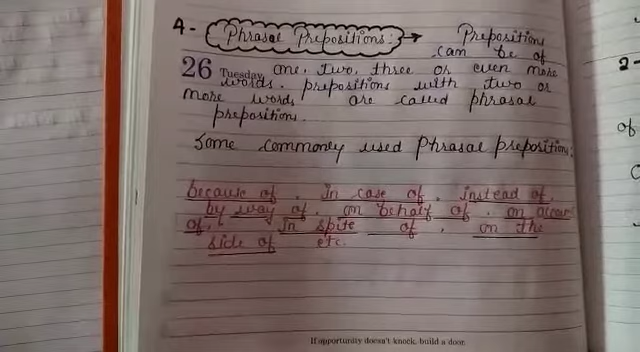 4- Phrasal Prepositions :→ Prepositions
can be of
26 Tuesday one, two, three or even more
words. prepositions with two or
more words are called phrasal
prepositions.
Some commonly used Phrasal prepositions:
because of, in case of, instead of,
by way of, on behalf of, on
of, In spite of, on the
side of etc.
If opportunity doesn't knock, build a door.
2-
of